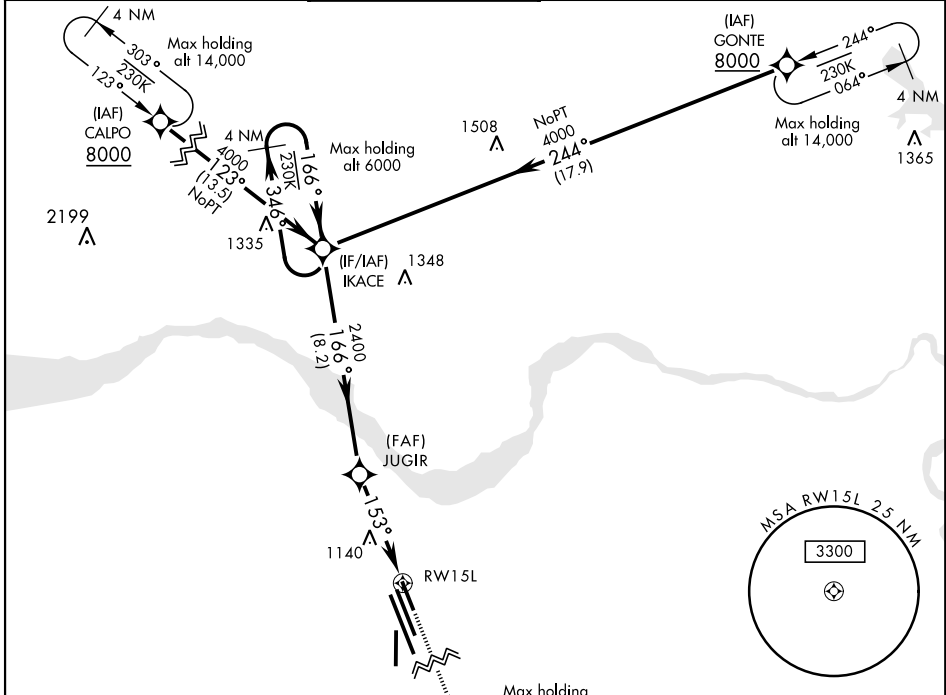 4 NM
303°
230K
123°
Max holding
alt 14,000
(IAF)
CALPO
8000
4000
123°
(13.5)
NoPT
4 NM
166°
230K
346°
Max holding
alt 6000
(IAF)
GONTE
8000
244°
230K
064°
4 NM
Max holding
alt 14,000
1365
1508
NoPT
4000
244°
(17.9)
2199
1335
(IF/IAF)
IKACE
1348
2400
166°
(8.2)
(FAF)
JUGIR
153°
1140
RW15L
MSA RW15L 25 NM
3300
Max holding